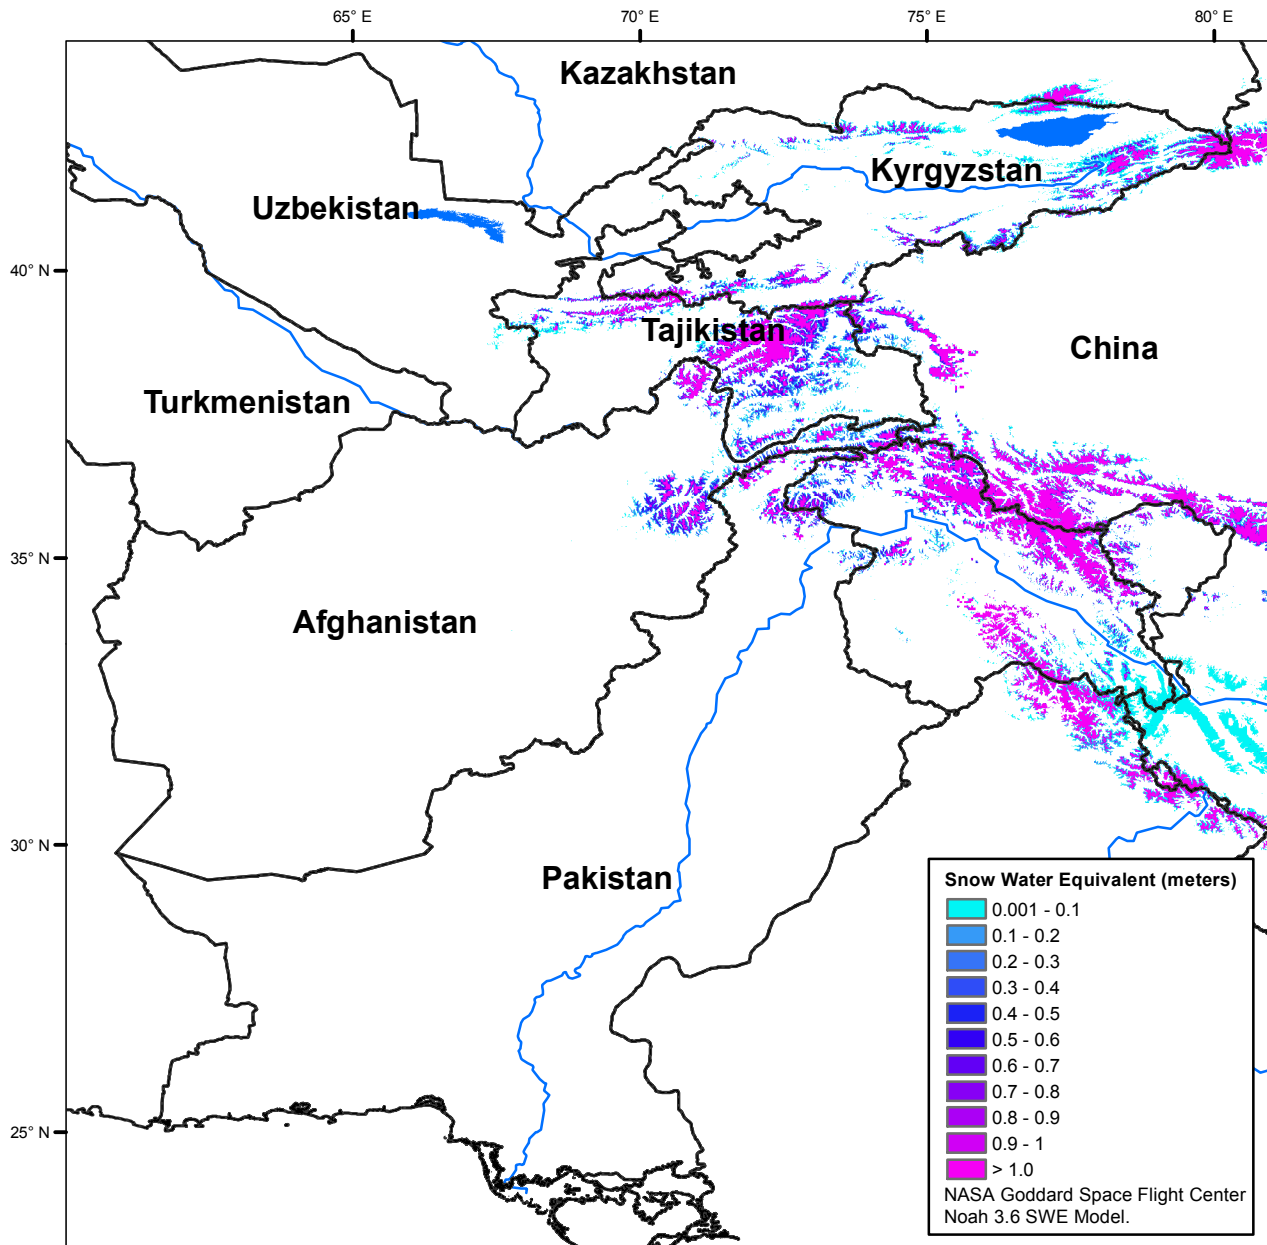 65° E
70° E
75° E
80° E
Kazakhstan
Kyrgyzstan
Uzbekistan
40° N
Tajikistan
China
Turkmenistan
35° N
Afghanistan
30° N
Pakistan
25° N
Snow Water Equivalent (meters)
0.001 - 0.1
0.1 - 0.2
0.2 - 0.3
0.3 - 0.4
0.4 - 0.5
0.5 - 0.6
0.6 - 0.7
0.7 - 0.8
0.8 - 0.9
0.9 - 1
> 1.0
NASA Goddard Space Flight Center
Noah 3.6 SWE Model.